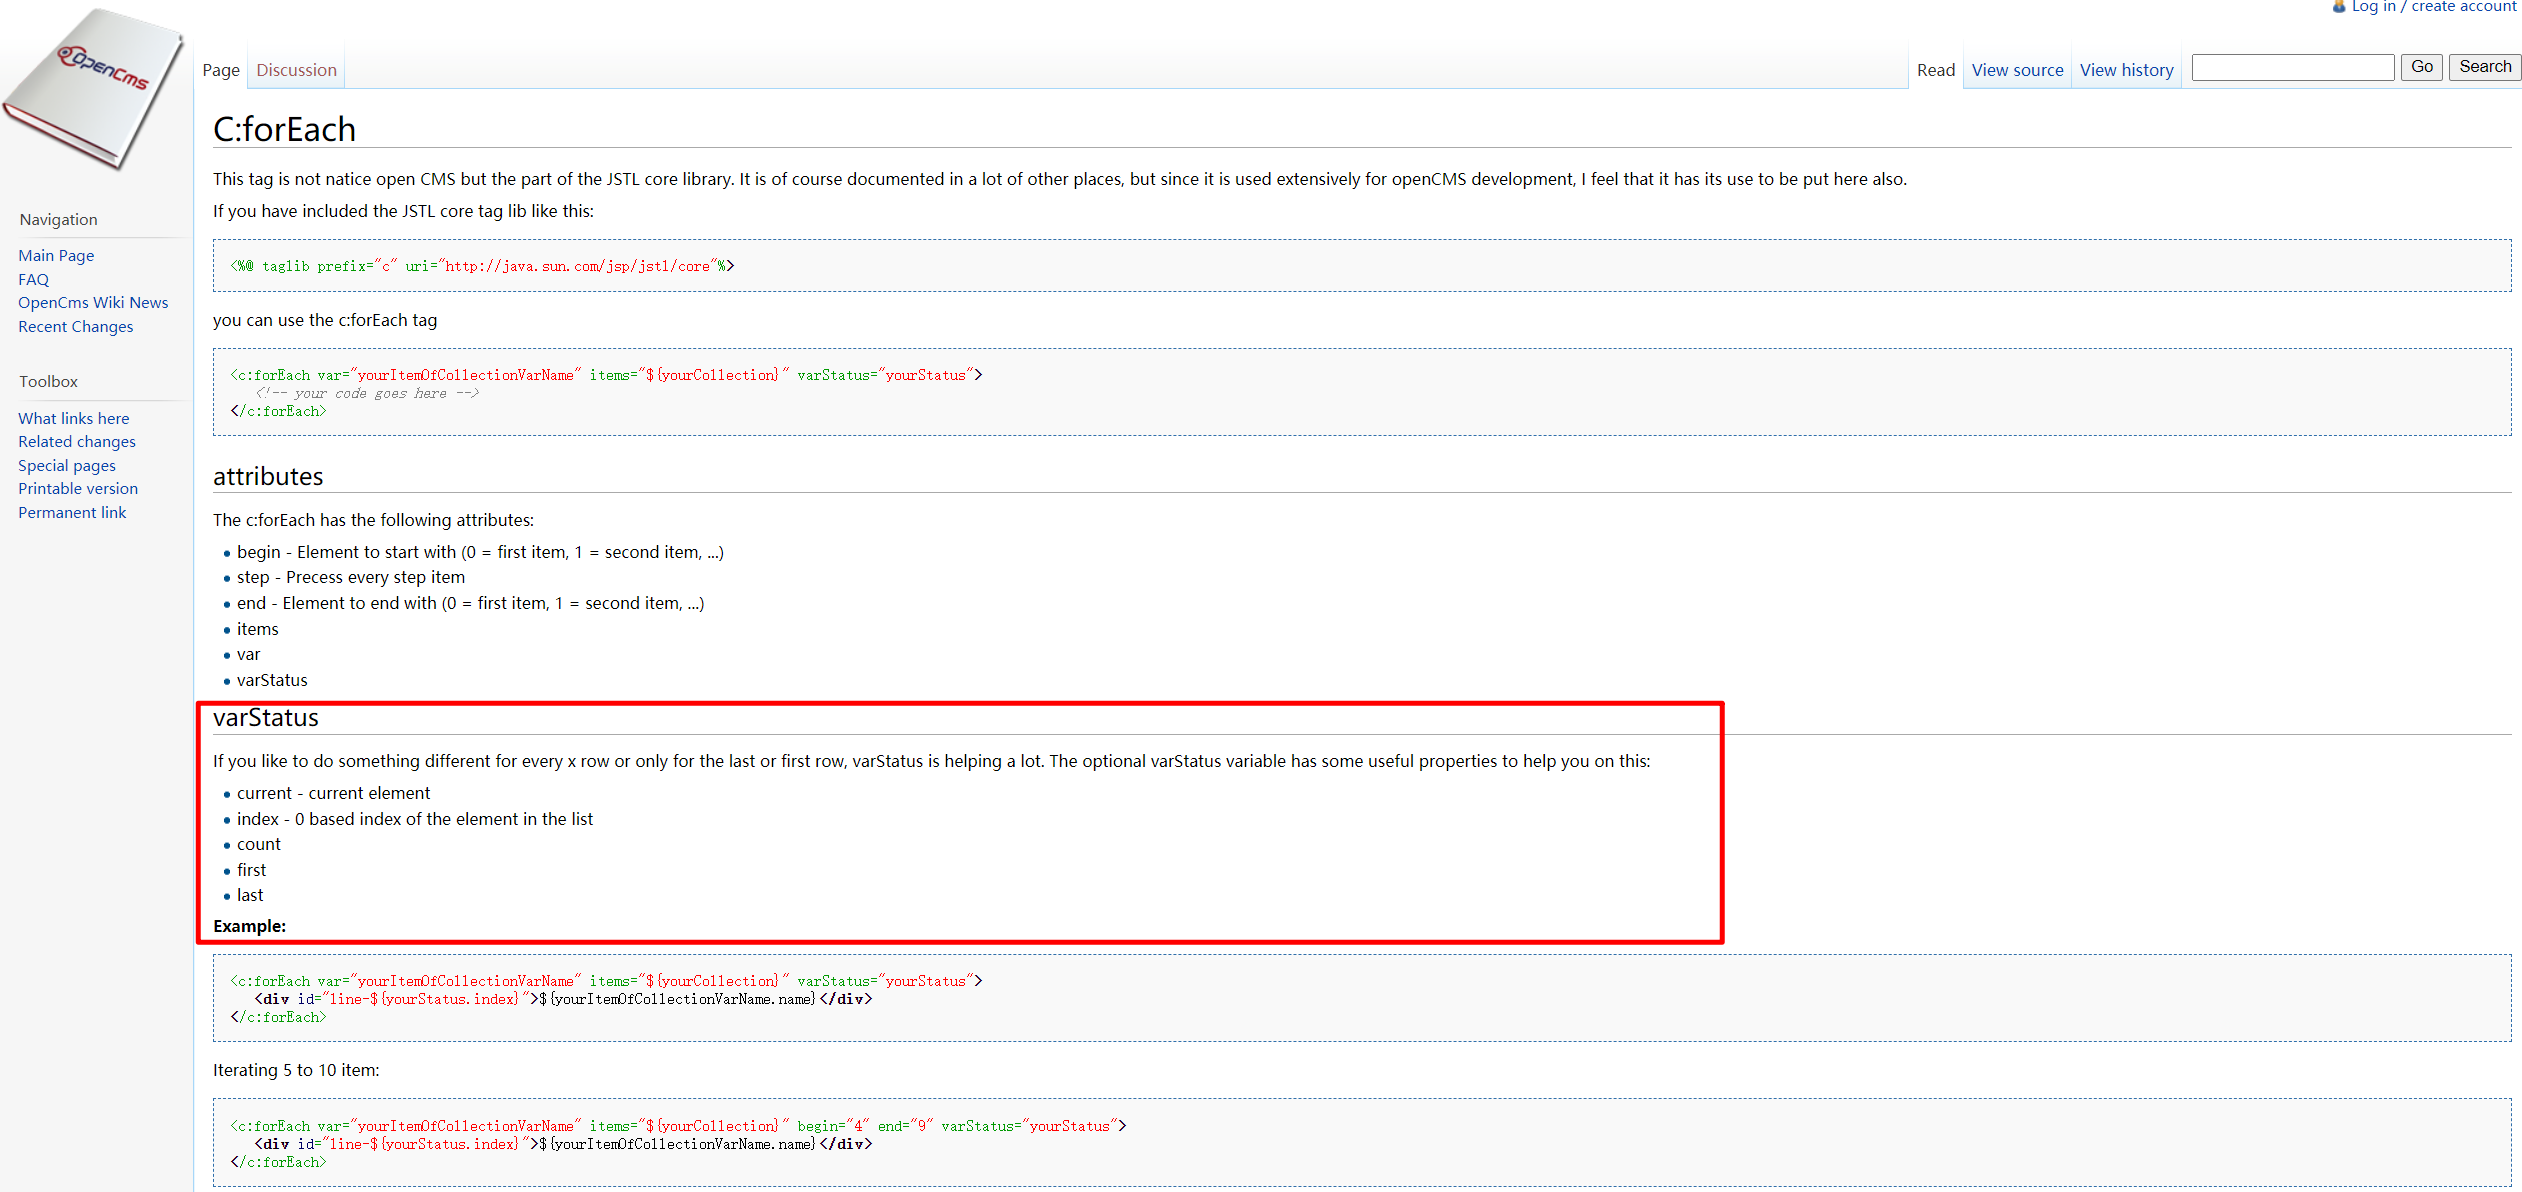 Log in / create account
OpenCms
Page Discussion Read View source View history Go Search
C:forEach
This tag is not natice open CMS but the part of the JSTL core library. It is of course documented in a lot of other places, but since it is used extensively for openCMS development, I feel that it has its use to be put here also.
If you have included the JSTL core tag lib like this:
<%@ taglib prefix="c" uri="http://java.sun.com/jsp/jstl/core"%>
you can use the c:forEach tag
<c:forEach var="yourItemOfCollectionVarName" items="${yourCollection}" varStatus="yourStatus">
<!-- your code goes here -->
</c:forEach>
attributes
The c:forEach has the following attributes:
begin - Element to start with (0 = first item, 1 = second item, ...)
step - Precess every step item
end - Element to end with (0 = first item, 1 = second item, ...)
items
var
varStatus
varStatus
If you like to do something different for every x row or only for the last or first row, varStatus is helping a lot. The optional varStatus variable has some useful properties to help you on this:
current - current element
index - 0 based index of the element in the list
count
first
last
Example:
<c:forEach var="yourItemOfCollectionVarName" items="${yourCollection}" varStatus="yourStatus">
<div id="line-${yourStatus.index}">${yourItemOfCollectionVarName.name}</div>
</c:forEach>
Iterating 5 to 10 item:
<c:forEach var="yourItemOfCollectionVarName" items="${yourCollection}" begin="4" end="9" varStatus="yourStatus">
<div id="line-${yourStatus.index}">${yourItemOfCollectionVarName.name}</div>
</c:forEach>
Navigation
Main Page
FAQ
OpenCms Wiki News
Recent Changes
Toolbox
What links here
Related changes
Special pages
Printable version
Permanent link